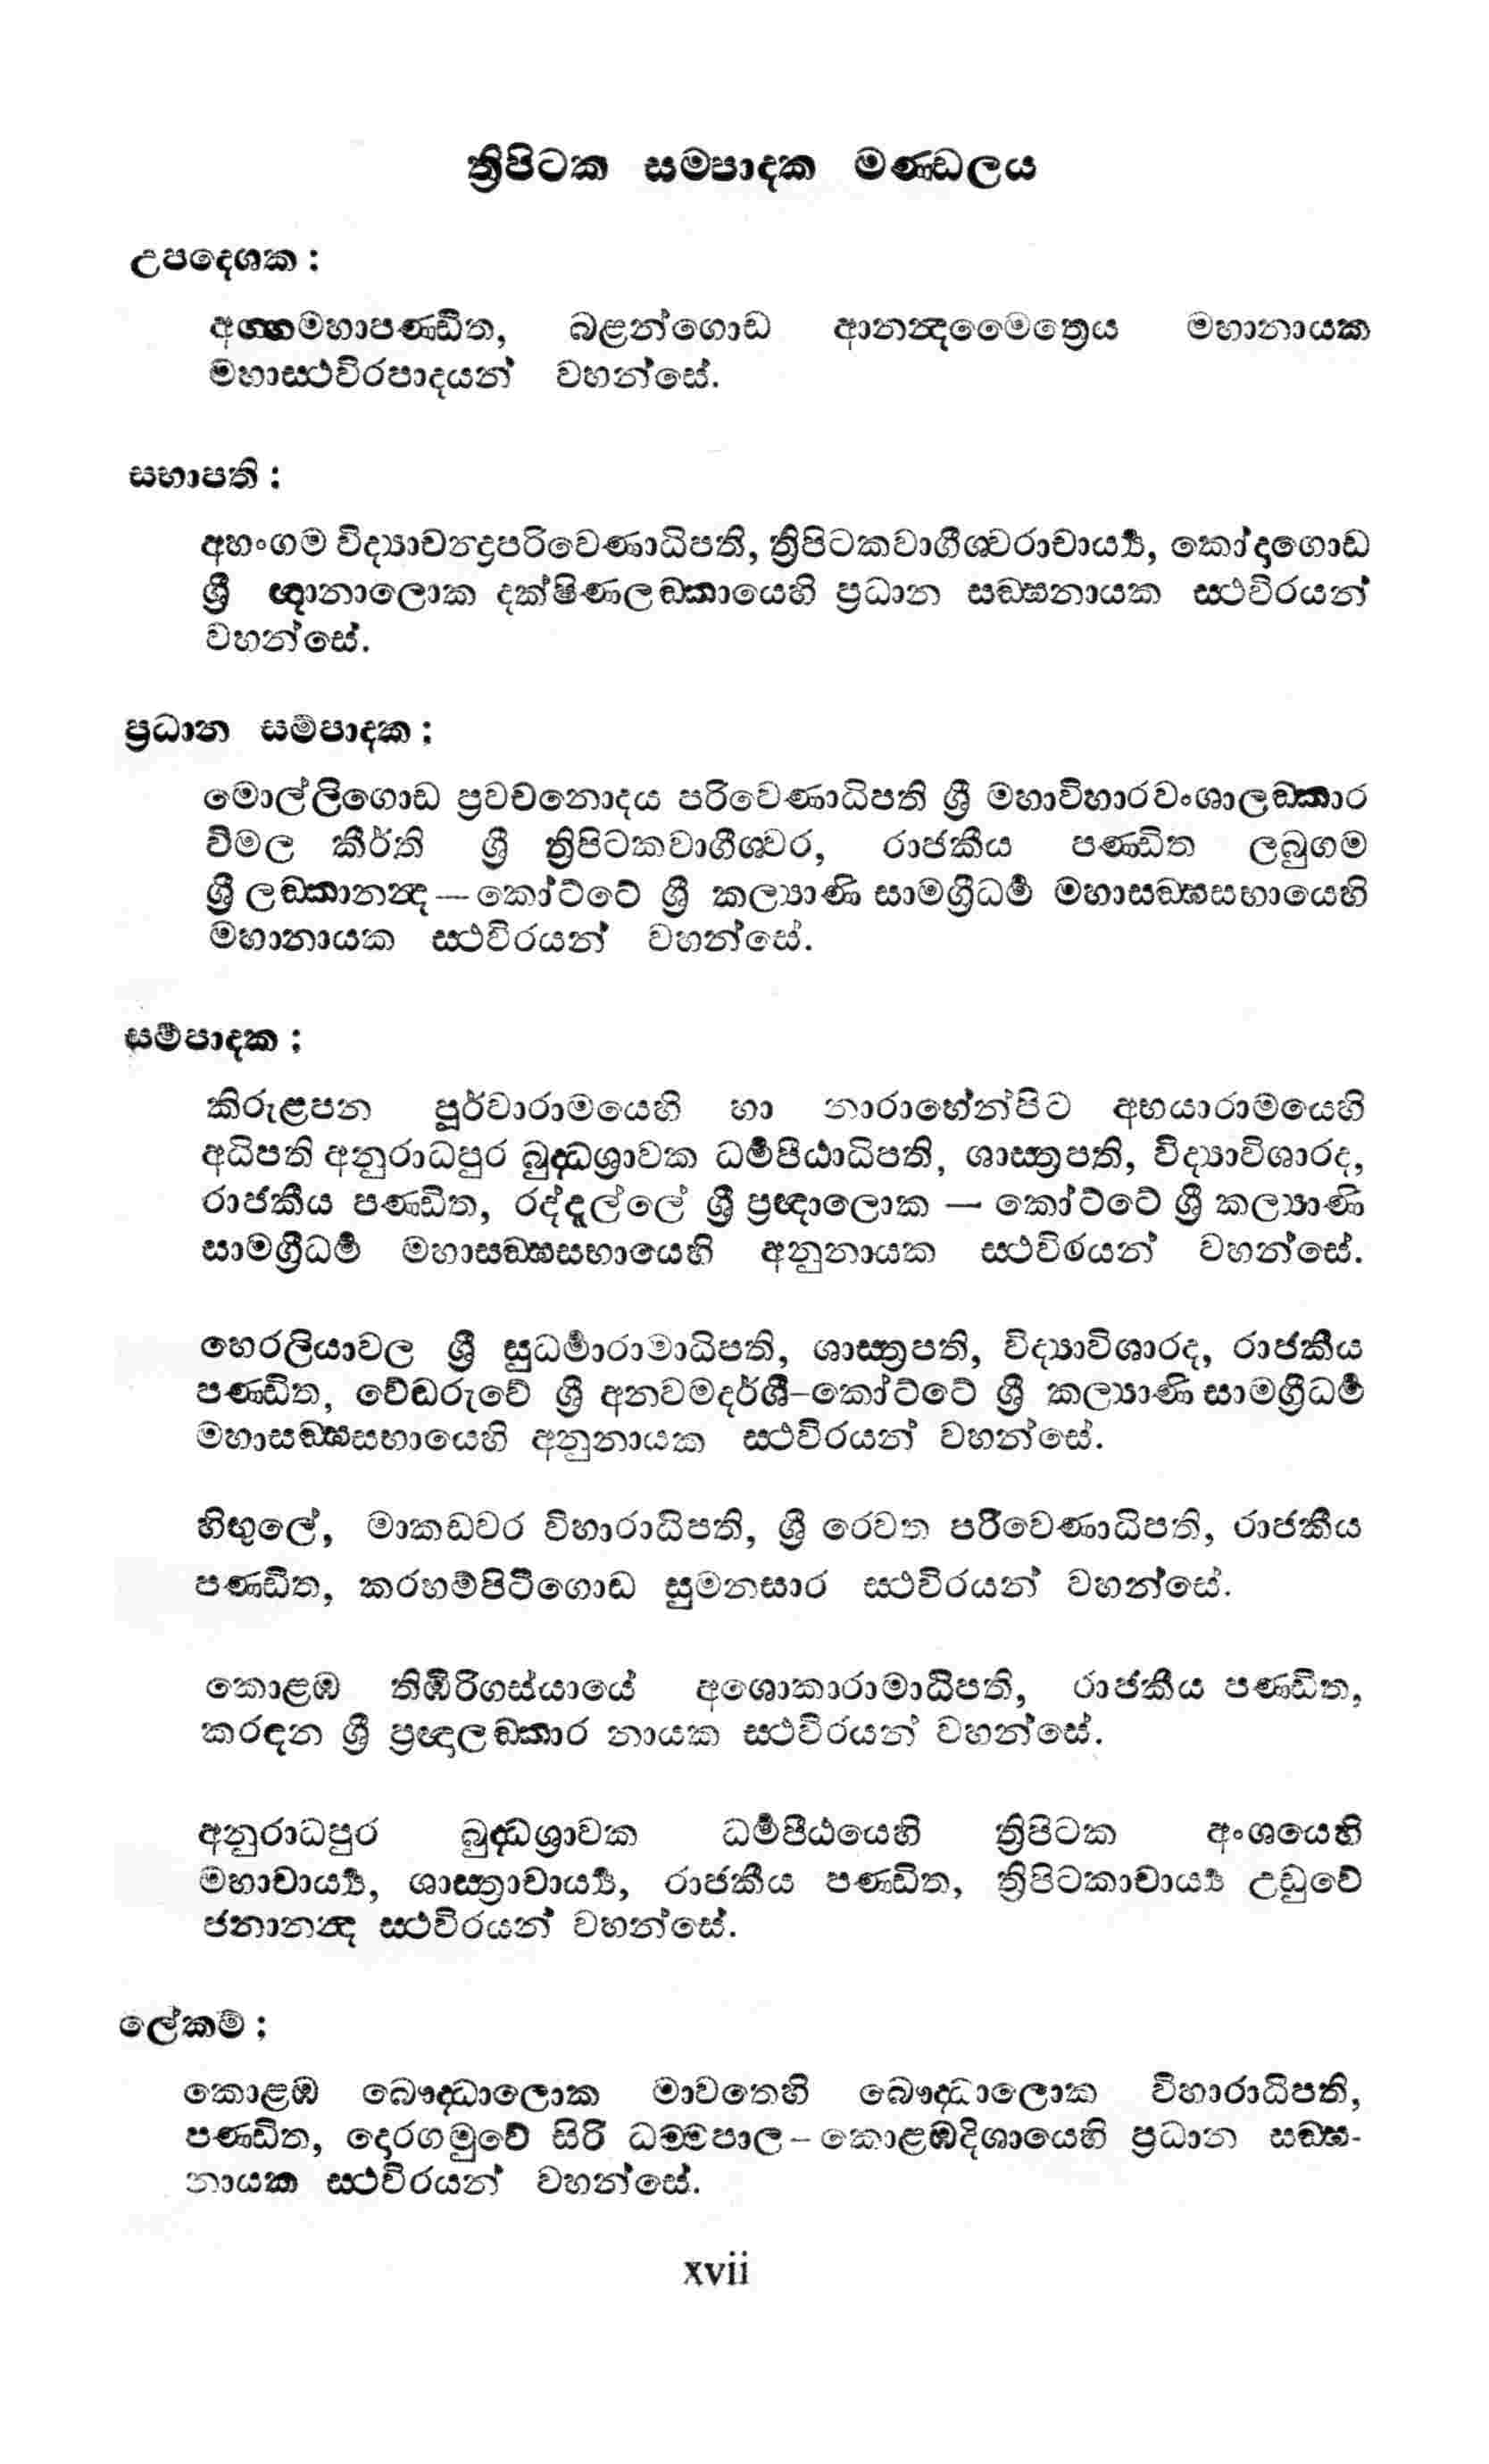 ත්‍රිපිටක සම්පාදක මණ්ඩලය
උපදෙශක :
අග්ගමහාපණ්ඩිත, බළන්ගොඩ ආනන්දමෛත්‍රෙය මහානායක
මහාස්ථවිරපාදයන් වහන්සේ.
සභාපති :
අහංගම විද්‍යාචන්ද්‍රපරිවෙණාධිපති, ත්‍රිපිටකවාගීශ්වරාචාර්‍ය්‍ය, කෝදාගොඩ
ශ්‍රී ඤානාලොක දක්ෂිණලඞ්කායෙහි ප්‍රධාන සඞ්ඝනායක ස්ථවිරයන්
වහන්සේ.
ප්‍රධාන සම්පාදක :
මොල්ලිගොඩ ප්‍රවචනොදය පරිවෙණාධිපති ශ්‍රී මහාවිහාරවංශාලඞ්කාර
විමල කීර්ති ශ්‍රී ත්‍රිපිටකවාගීශ්වර, රාජකීය පණ්ඩිත ලබුගම
ශ්‍රී ලඞ්කානන්ද — කෝට්ටේ ශ්‍රී කල්‍යාණි සාමග්‍රීධර්‍ම මහාසඞ්ඝසභායෙහි
මහානායක ස්ථවිරයන් වහන්සේ.
සම්පාදක :
කිරුළපන පූර්වාරාමයෙහි හා නාරාහේන්පිට අභයාරාමයෙහි
අධිපති අනුරාධපුර බුද්ධශ්‍රාවක ධර්‍මපීඨාධිපති, ශාස්ත්‍රපති, විද්‍යාවිශාරද,
රාජකීය පණ්ඩිත, රද්දැල්ලේ ශ්‍රී ප්‍රඥාලොක — කෝට්ටේ ශ්‍රී කල්‍යාණි
සාමග්‍රීධර්‍ම මහාසඞ්ඝසභායෙහි අනුනායක ස්ථවිරයන් වහන්සේ.
හෙරලියාවල ශ්‍රී සුධර්‍මාරාමාධිපති, ශාස්ත්‍රපති, විද්‍යාවිශාරද, රාජකීය
පණ්ඩිත, වේඬරුවේ ශ්‍රී අනවමදර්ශී-කෝට්ටේ ශ්‍රී කල්‍යාණි සාමග්‍රීධර්‍ම
මහාසඞ්ඝසභායෙහි අනුනායක ස්ථවිරයන් වහන්සේ.
හිඟුලේ, මාකඩවර විහාරාධිපති, ශ්‍රී රෙවත පරිවෙණාධිපති, රාජකීය
පණ්ඩිත, කරහම්පිටිගොඩ සුමනසාර ස්ථවිරයන් වහන්සේ.
කොළඹ තිඹිරිගස්යායේ අශොකාරාමාධිපති, රාජකීය පණ්ඩිත,
කරඳන ශ්‍රී ප්‍රඥාලඞ්කාර නායක ස්ථවිරයන් වහන්සේ.
අනුරාධපුර බුද්ධශ්‍රාවක ධර්‍මපීඨයෙහි ත්‍රිපිටක අංශයෙහි
මහාචාර්‍ය්‍ය, ශාස්ත්‍රාචාර්‍ය්‍ය, රාජකීය පණ්ඩිත, ත්‍රිපිටකාචාර්‍ය්‍ය උඩුවේ
ජනානන්ද ස්ථවිරයන් වහන්සේ.
ලේකම් :
කොළඹ බෞද්ධාලොක මාවතෙහි බෞද්ධාලොක විහාරාධිපති,
පණ්ඩිත, දොරගමුවේ සිරි ධම්මපාල – කොළඹදිශායෙහි ප්‍රධාන සඞ්ඝ-
නායක ස්ථවිරයන් වහන්සේ.
xvii